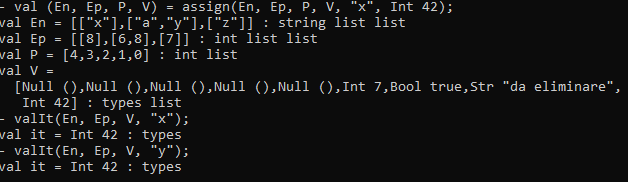 - val (En, Ep, P, V) = assign(En, Ep, P, V, "x", Int 42);
val En = [["x"],["a","y"],["z"]] : string list list
val Ep = [[8],[6,8],[7]] : int list list
val P = [4,3,2,1,0] : int list
val V =
[Null (),Null (),Null (),Null (),Null (),Int 7,Bool true,Str "da eliminare",
Int 42] : types list
- valIt(En, Ep, V, "x");
val it = Int 42 : types
- valIt(En, Ep, V, "y");
val it = Int 42 : types